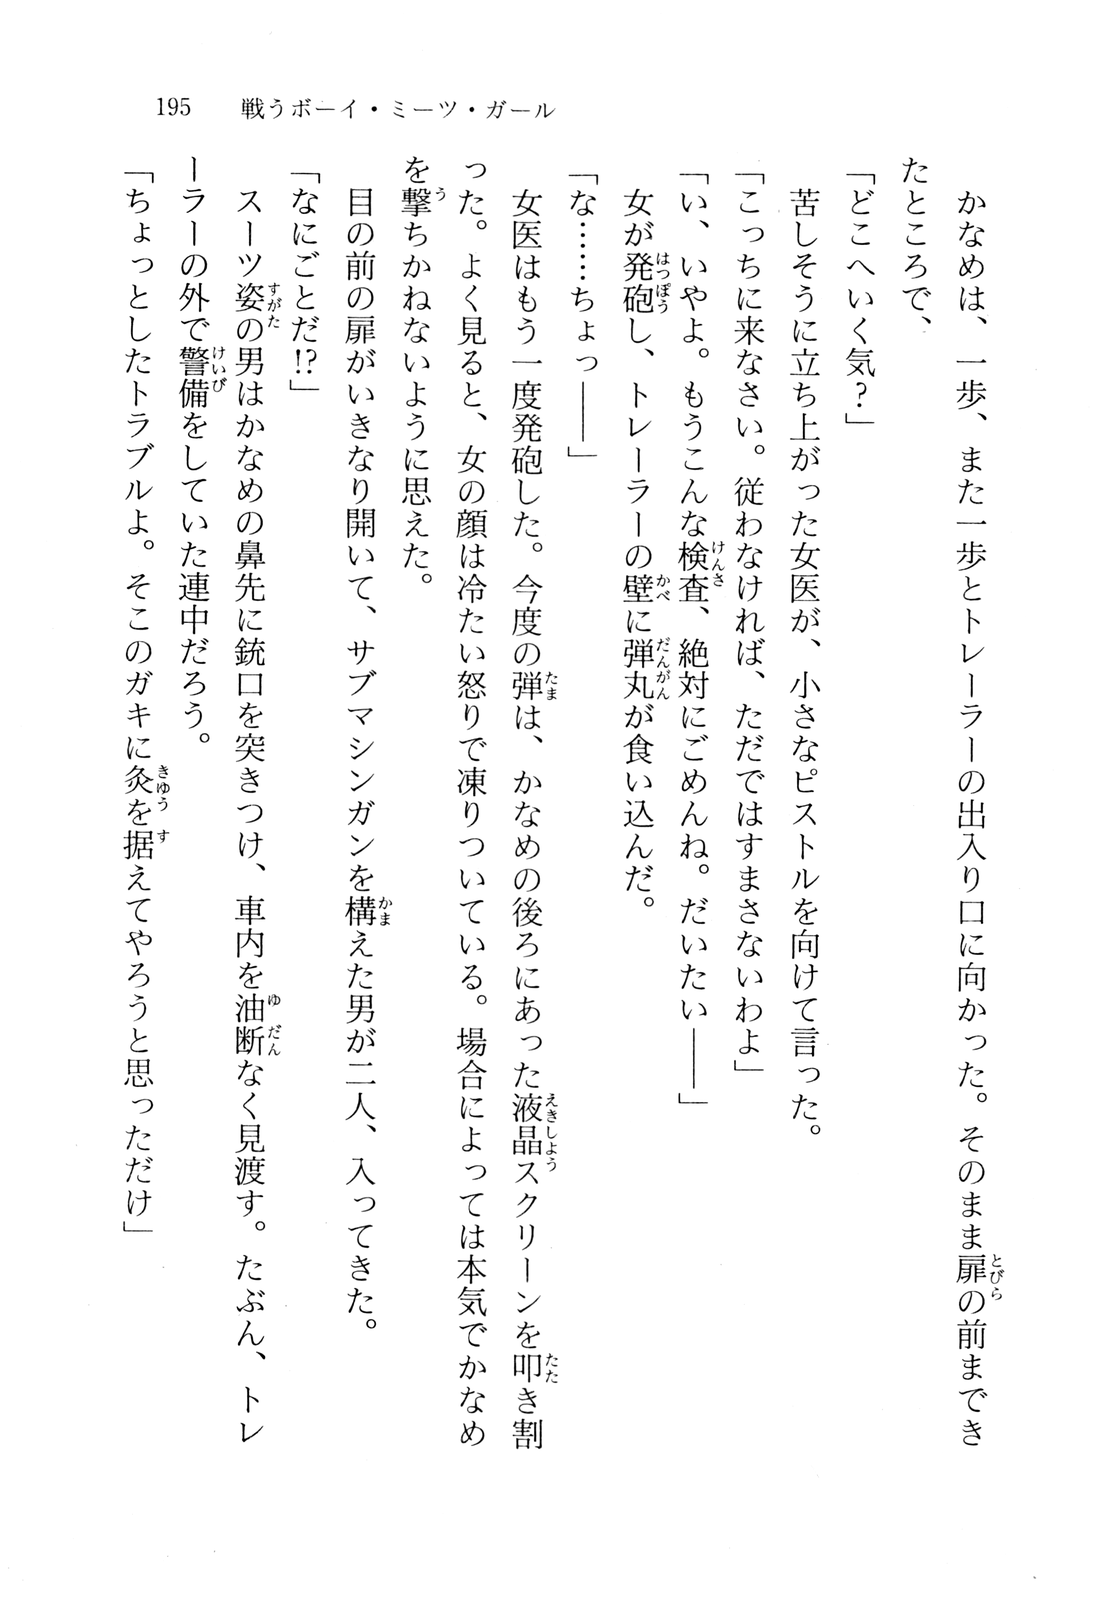 195　戦うボーイ・ミーツ・ガール
　かなめは、一歩、また一歩とトレーラーの出入り口に向かった。そのまま扉の前までき
たところで、
「どこへいく気？」
　苦しそうに立ち上がった女医が、小さなピストルを向けて言った。
「こっちに来なさい。従わなければ、ただではすまさないわよ」
「い、いやよ。もうこんな検査、絶対にごめんね。だいたい――」
　女が発砲し、トレーラーの壁に弾丸が食い込んだ。
「な……ちょっ――」
　女医はもう一度発砲した。今度の弾は、かなめの後ろにあった液晶スクリーンを叩き割
った。よく見ると、女の顔は冷たい怒りで凍りついている。場合によっては本気でかなめ
を撃ちかねないように思えた。
　目の前の扉がいきなり開いて、サブマシンガンを構えた男が二人、入ってきた。
「なにごとだ!?」
　スーツ姿の男はかなめの鼻先に銃口を突きつけ、車内を油断なく見渡す。たぶん、トレ
ーラーの外で警備をしていた連中だろう。
「ちょっとしたトラブルよ。そこのガキに灸を据えてやろうと思っただけ」